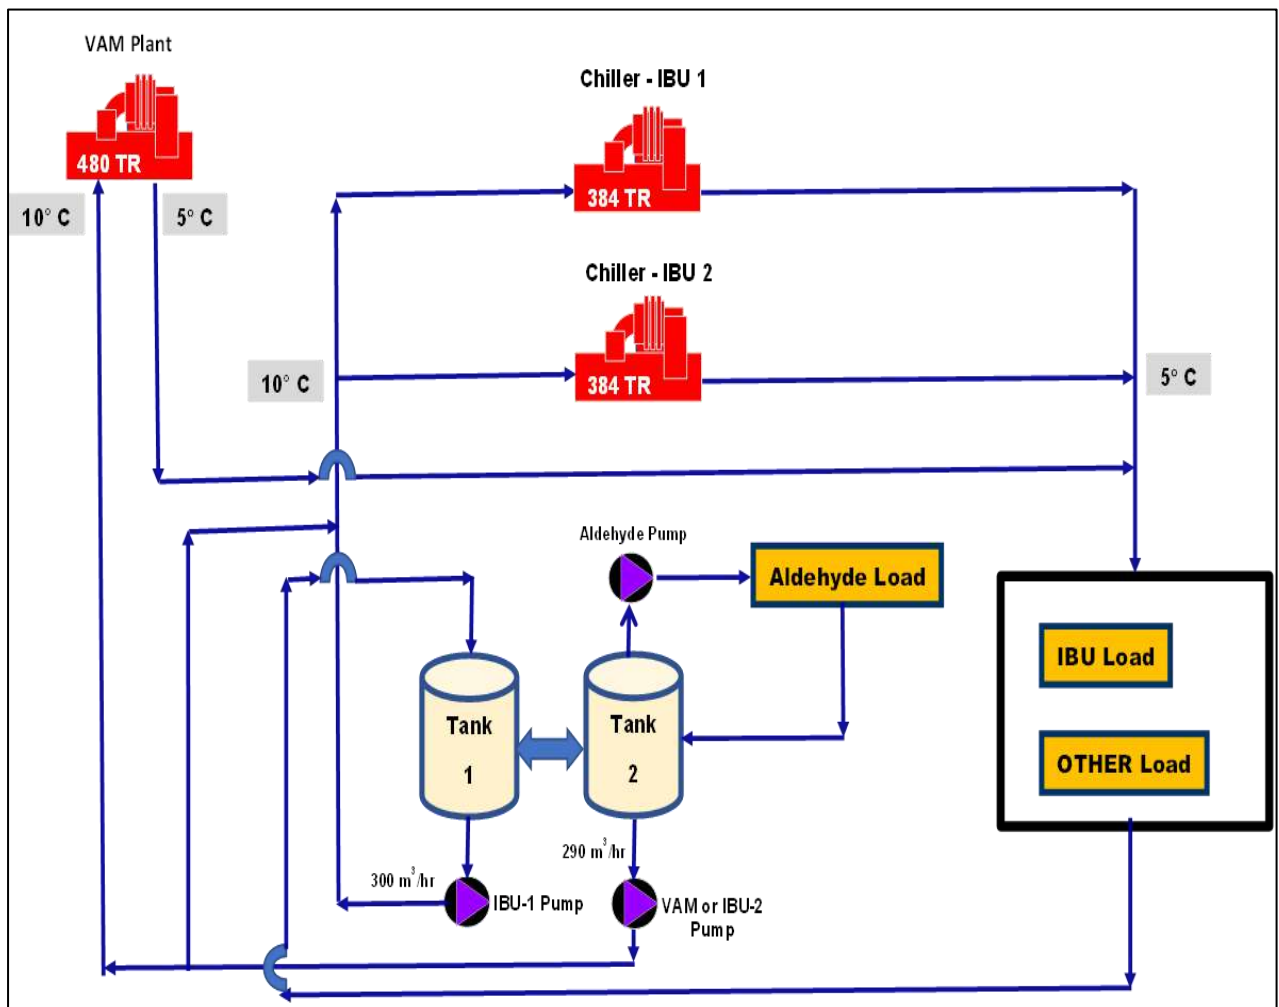 VAM Plant
480 TR
10° C
5° C
Chiller - IBU 1
384 TR
Chiller - IBU 2
384 TR
10° C
5° C
Aldehyde Pump
Aldehyde Load
IBU Load
OTHER Load
Tank
1
Tank
2
300 m³/hr
IBU-1 Pump
290 m³/hr
VAM or IBU-2
Pump